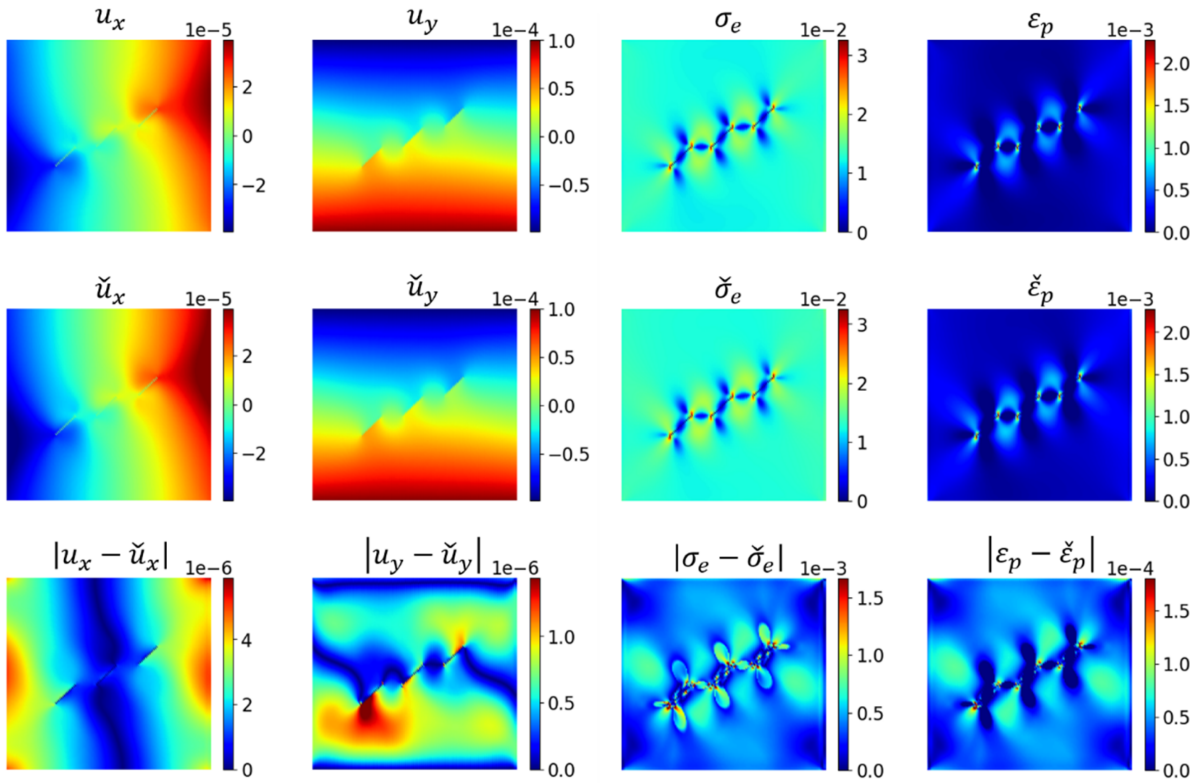 u_x u_y σ_e ε_p
1e−5 1e−4 1e−2 1e−3
2 0 −2
1.0 0.5 0.0 −0.5
3 2 1 0
2.0 1.5 1.0 0.5 0.0
ǔ_x ǔ_y σ̌_e ε̌_p
1e−5 1e−4 1e−2 1e−3
2 0 −2
1.0 0.5 0.0 −0.5
3 2 1 0
2.0 1.5 1.0 0.5 0.0
|u_x − ǔ_x| |u_y − ǔ_y| |σ_e − σ̌_e| |ε_p − ε̌_p|
1e−6 1e−6 1e−3 1e−4
4 2 0
1.0 0.5 0.0
1.5 1.0 0.5 0.0
1.5 1.0 0.5 0.0